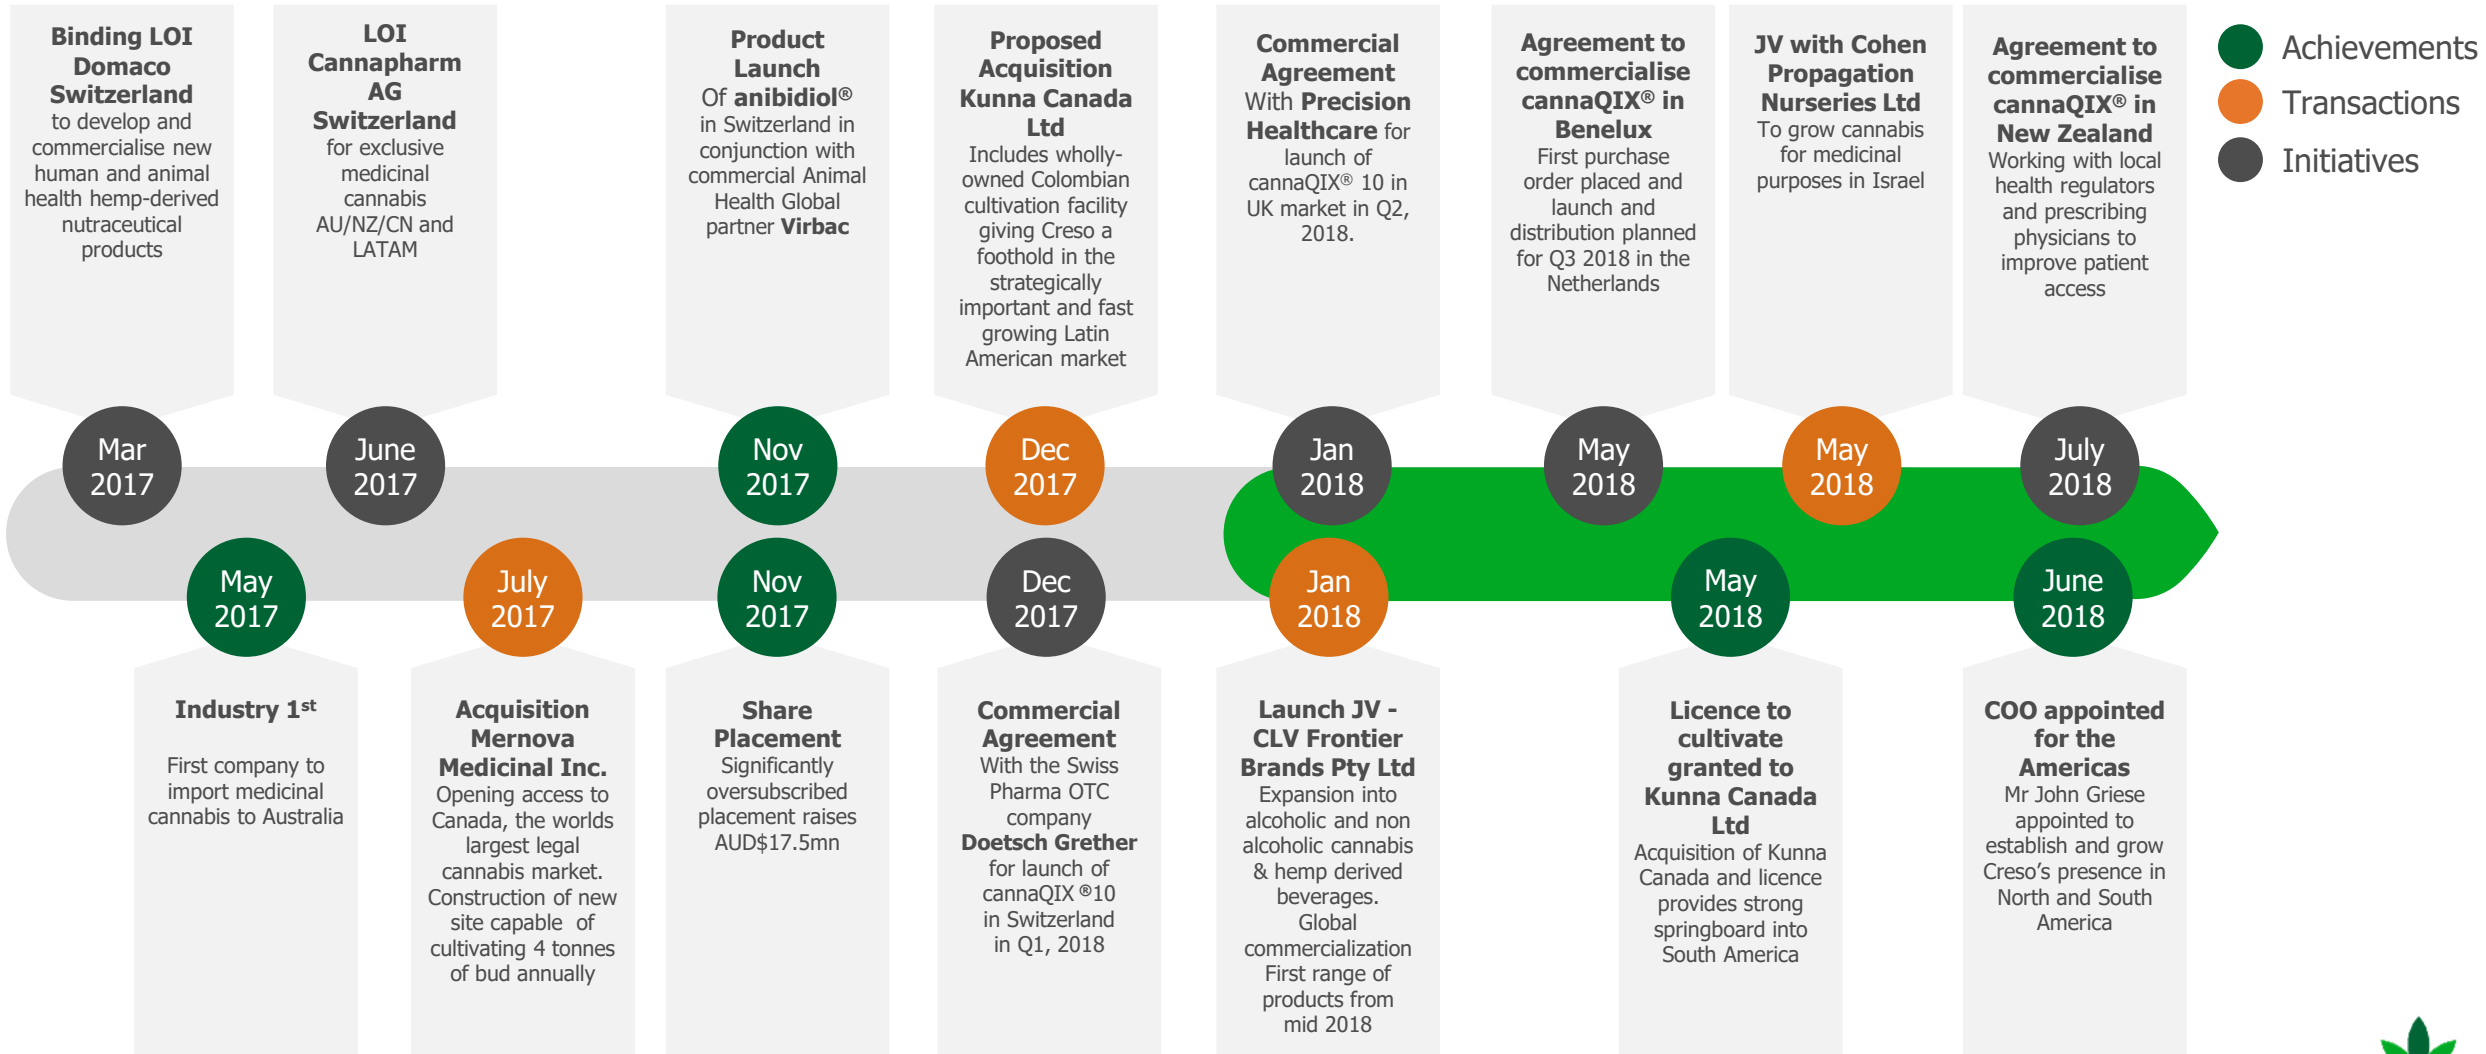 Binding LOI
Domaco
Switzerland
to develop and
commercialise new
human and animal
health hemp-derived
nutraceutical
products
LOI
Cannapharm
AG
Switzerland
for exclusive
medicinal
cannabis
AU/NZ/CN and
LATAM
Product
Launch
Of anibidiol®
in Switzerland in
conjunction with
commercial Animal
Health Global
partner Virbac
Proposed
Acquisition
Kunna Canada
Ltd
Includes wholly-
owned Colombian
cultivation facility
giving Creso a
foothold in the
strategically
important and fast
growing Latin
American market
Commercial
Agreement
With Precision
Healthcare for
launch of
cannaQIX® 10 in
UK market in Q2,
2018.
Agreement to
commercialise
cannaQIX® in
Benelux
First purchase
order placed and
launch and
distribution planned
for Q3 2018 in the
Netherlands
JV with Cohen
Propagation
Nurseries Ltd
To grow cannabis
for medicinal
purposes in Israel
Agreement to
commercialise
cannaQIX® in
New Zealand
Working with local
health regulators
and prescribing
physicians to
improve patient
access
Achievements
Transactions
Initiatives
Mar
2017
June
2017
Nov
2017
Dec
2017
Jan
2018
May
2018
May
2018
July
2018
May
2017
July
2017
Nov
2017
Dec
2017
Jan
2018
May
2018
June
2018
Industry 1st
First company to
import medicinal
cannabis to Australia
Acquisition
Mernova
Medicinal Inc.
Opening access to
Canada, the worlds
largest legal
cannabis market.
Construction of new
site capable of
cultivating 4 tonnes
of bud annually
Share
Placement
Significantly
oversubscribed
placement raises
AUD$17.5mn
Commercial
Agreement
With the Swiss
Pharma OTC
company
Doetsch Grether
for launch of
cannaQIX ®10
in Switzerland
in Q1, 2018
Launch JV -
CLV Frontier
Brands Pty Ltd
Expansion into
alcoholic and non
alcoholic cannabis
& hemp derived
beverages.
Global
commercialization
First range of
products from
mid 2018
Licence to
cultivate
granted to
Kunna Canada
Ltd
Acquisition of Kunna
Canada and licence
provides strong
springboard into
South America
COO appointed
for the
Americas
Mr John Griese
appointed to
establish and grow
Creso’s presence in
North and South
America